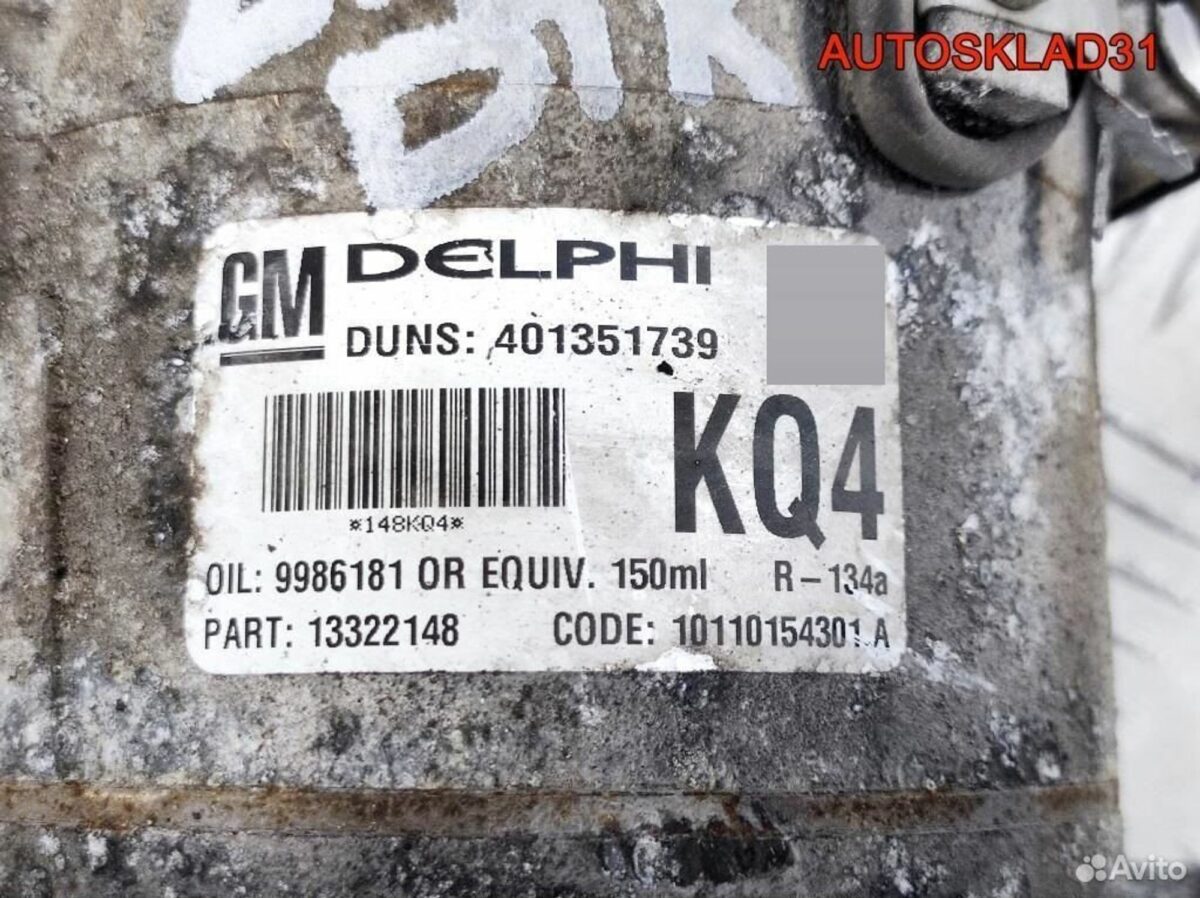 AUTOSKLAD31
GM DELPHI
DUNS: 401351739
KQ4
*148KQ4*
OIL: 9986181 OR EQUIV. 150ml R-134a
PART: 13322148 CODE: 10110154301.A
Avito